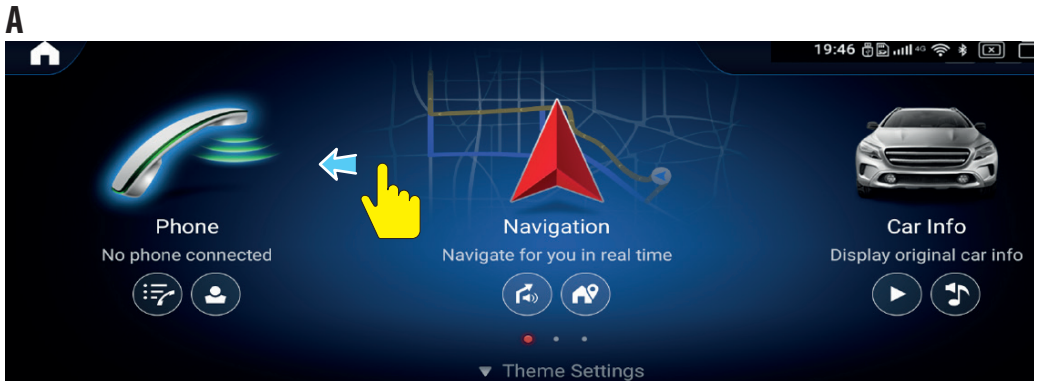 A
19:46 4G
Phone
Navigation
Car Info
No phone connected
Navigate for you in real time
Display original car info
Theme Settings